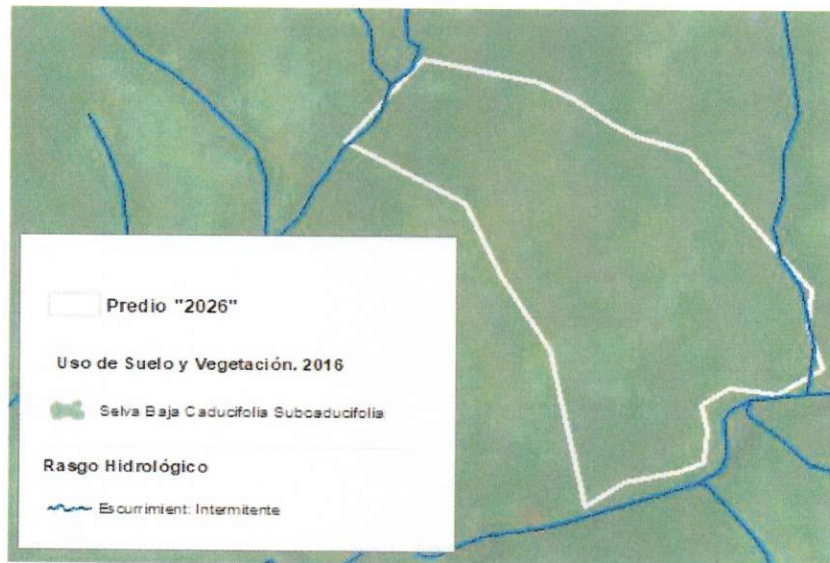 Predio "2026"
Uso de Suelo y Vegetación. 2016
Selva Baja Caducifolia Subcaducifolia
Rasgo Hidrológico
Escurrimient: Intermitente